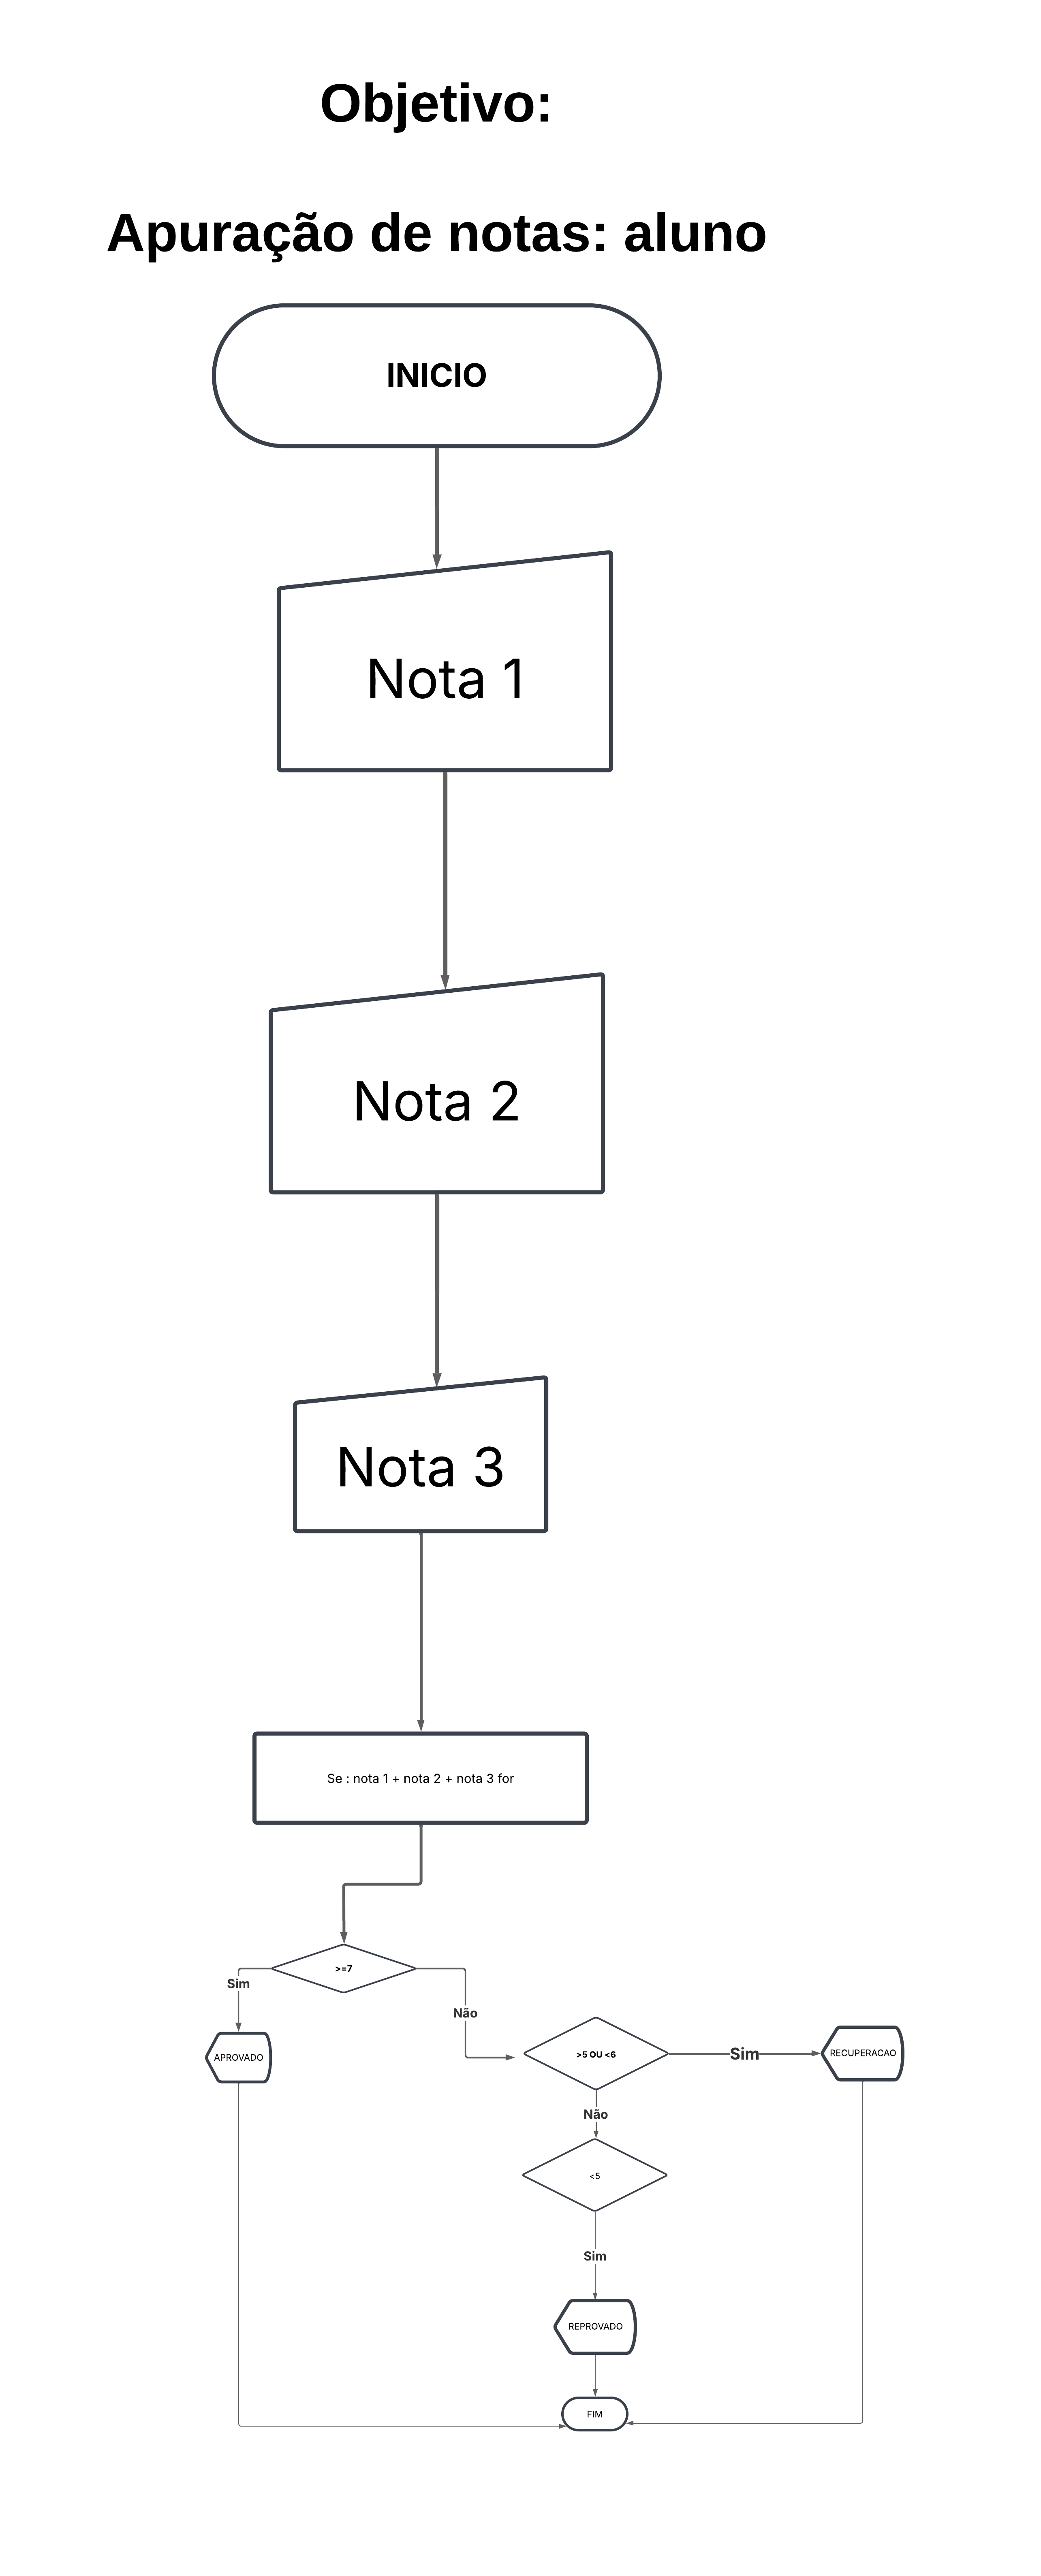 Objetivo:
Apuração de notas: aluno
INICIO
Nota 1
Nota 2
Nota 3
Se : nota 1 + nota 2 + nota 3 for
>=7
Sim
Não
APROVADO
>5 OU <6
Sim
RECUPERACAO
Não
<5
Sim
REPROVADO
FIM